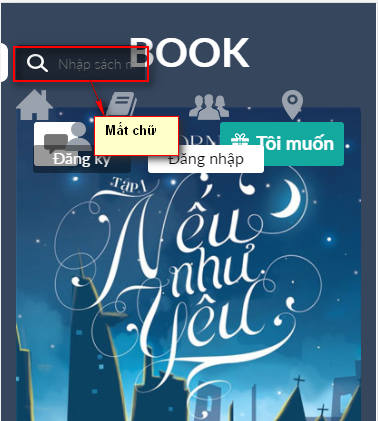 BOOK
Nhập sách m
Mất chữ
Tôi muốn
Đăng ký
Đăng nhập
TẬP 1
Nếu
như
Yêu